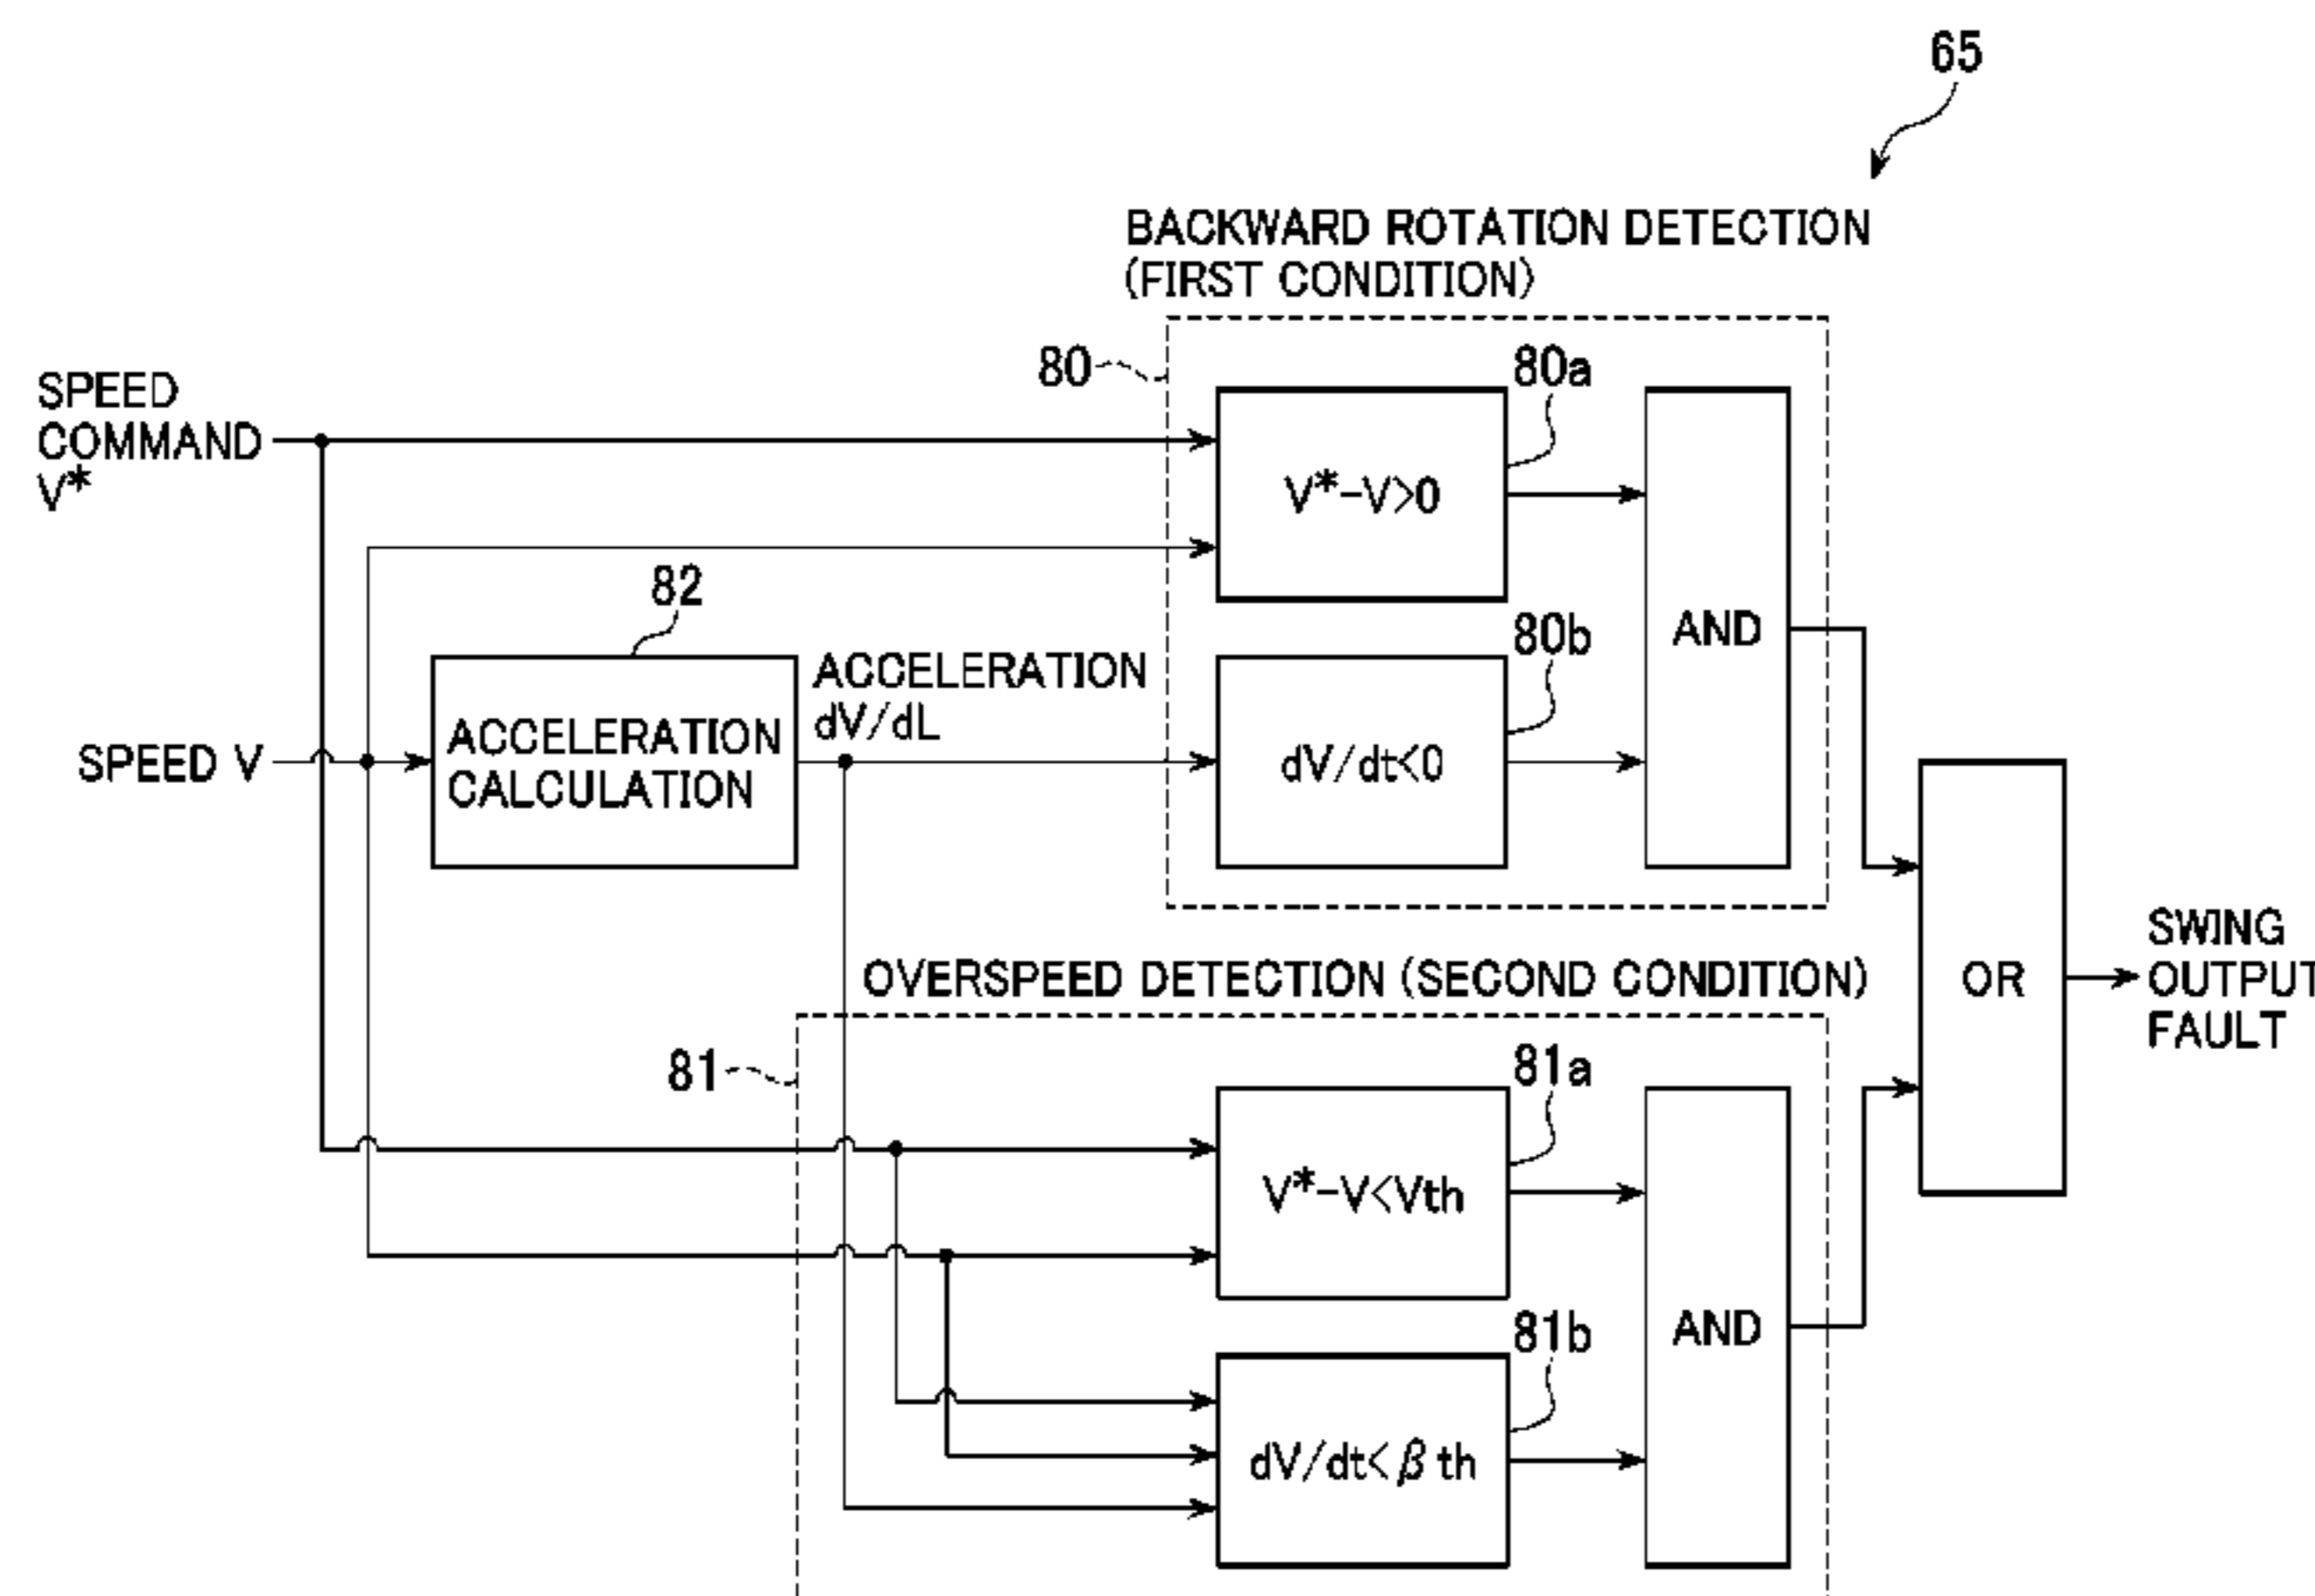 65
BACKWARD ROTATION DETECTION
(FIRST CONDITION)
80
80a
SPEED
COMMAND
V*
V*-V>0
82
80b
AND
ACCELERATION
dV/dL
SPEED V
ACCELERATION
CALCULATION
dV/dt<0
OVERSPEED DETECTION (SECOND CONDITION)
OR
SWING
OUTPUT
FAULT
81
81a
V*-V<Vth
81b
AND
dV/dt<βth